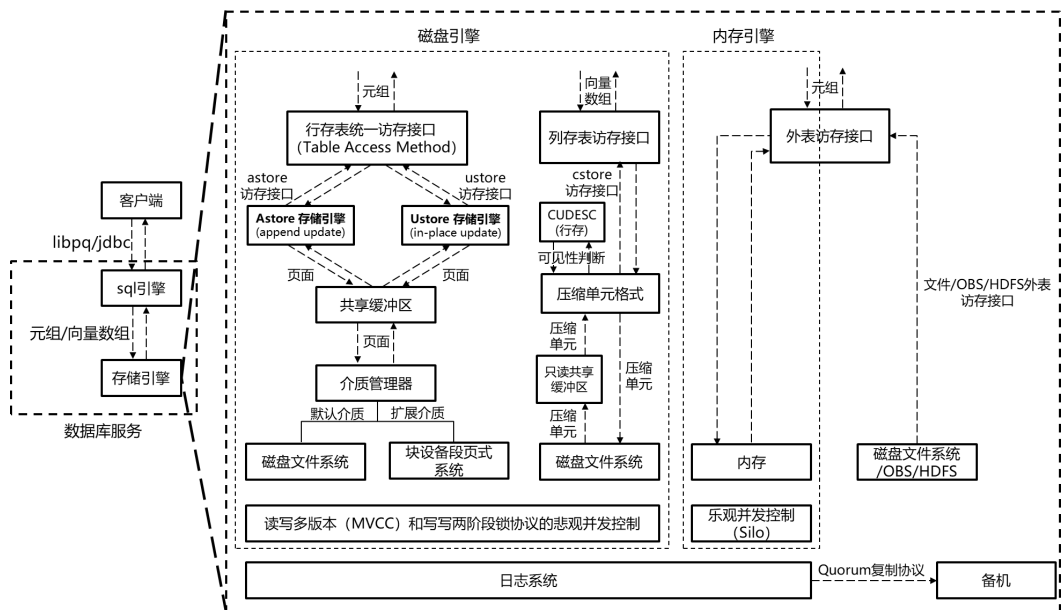 客户端
libpq/jdbc
sql引擎
元组/向量数组
存储引擎
数据库服务
磁盘引擎
元组
行存表统一访存接口
（Table Access Method）
astore
访存接口
ustore
访存接口
Astore 存储引擎
(append update)
Ustore 存储引擎
(in-place update)
页面
页面
共享缓冲区
页面
介质管理器
默认介质
扩展介质
磁盘文件系统
块设备段页式
系统
向量
数组
列存表访存接口
cstore
访存接口
CUDESC
(行存)
可见性判断
压缩单元格式
压缩
单元
只读共享
缓冲区
压缩
单元
压缩
单元
磁盘文件系统
读写多版本（MVCC）和写写两阶段锁协议的悲观并发控制
内存引擎
元组
外表访存接口
文件/OBS/HDFS外表
访存接口
内存
磁盘文件系统
/OBS/HDFS
乐观并发控制
（Silo）
日志系统
Quorum复制协议
备机